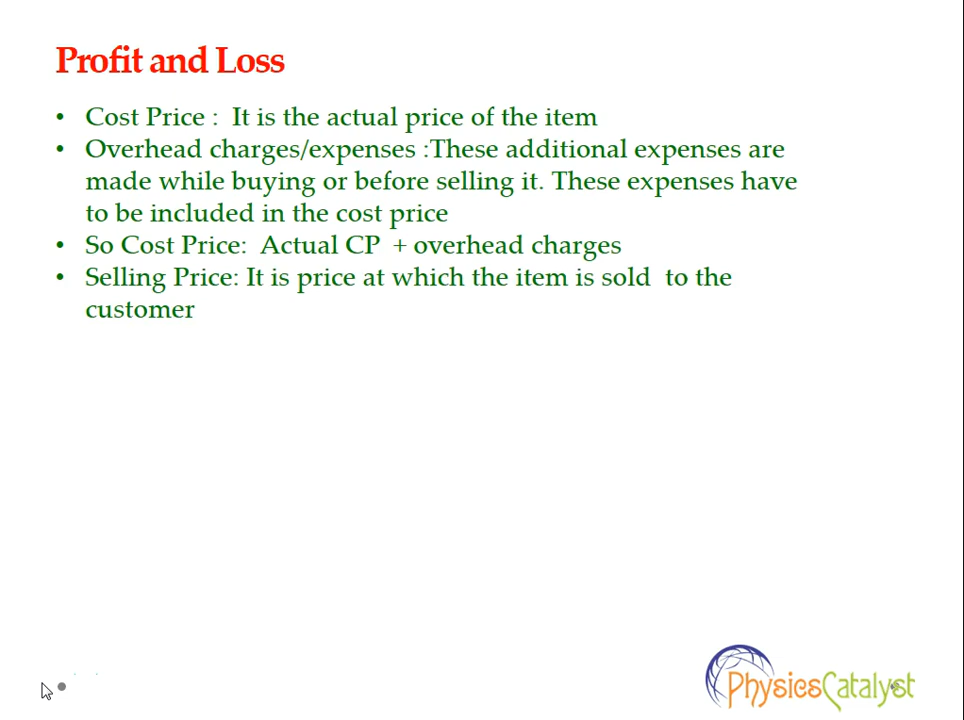 Profit and Loss
• Cost Price :  It is the actual price of the item
• Overhead charges/expenses :These additional expenses are
made while buying or before selling it. These expenses have
to be included in the cost price
• So Cost Price:  Actual CP  + overhead charges
• Selling Price: It is price at which the item is sold  to the
customer
PhysicsCatalyst